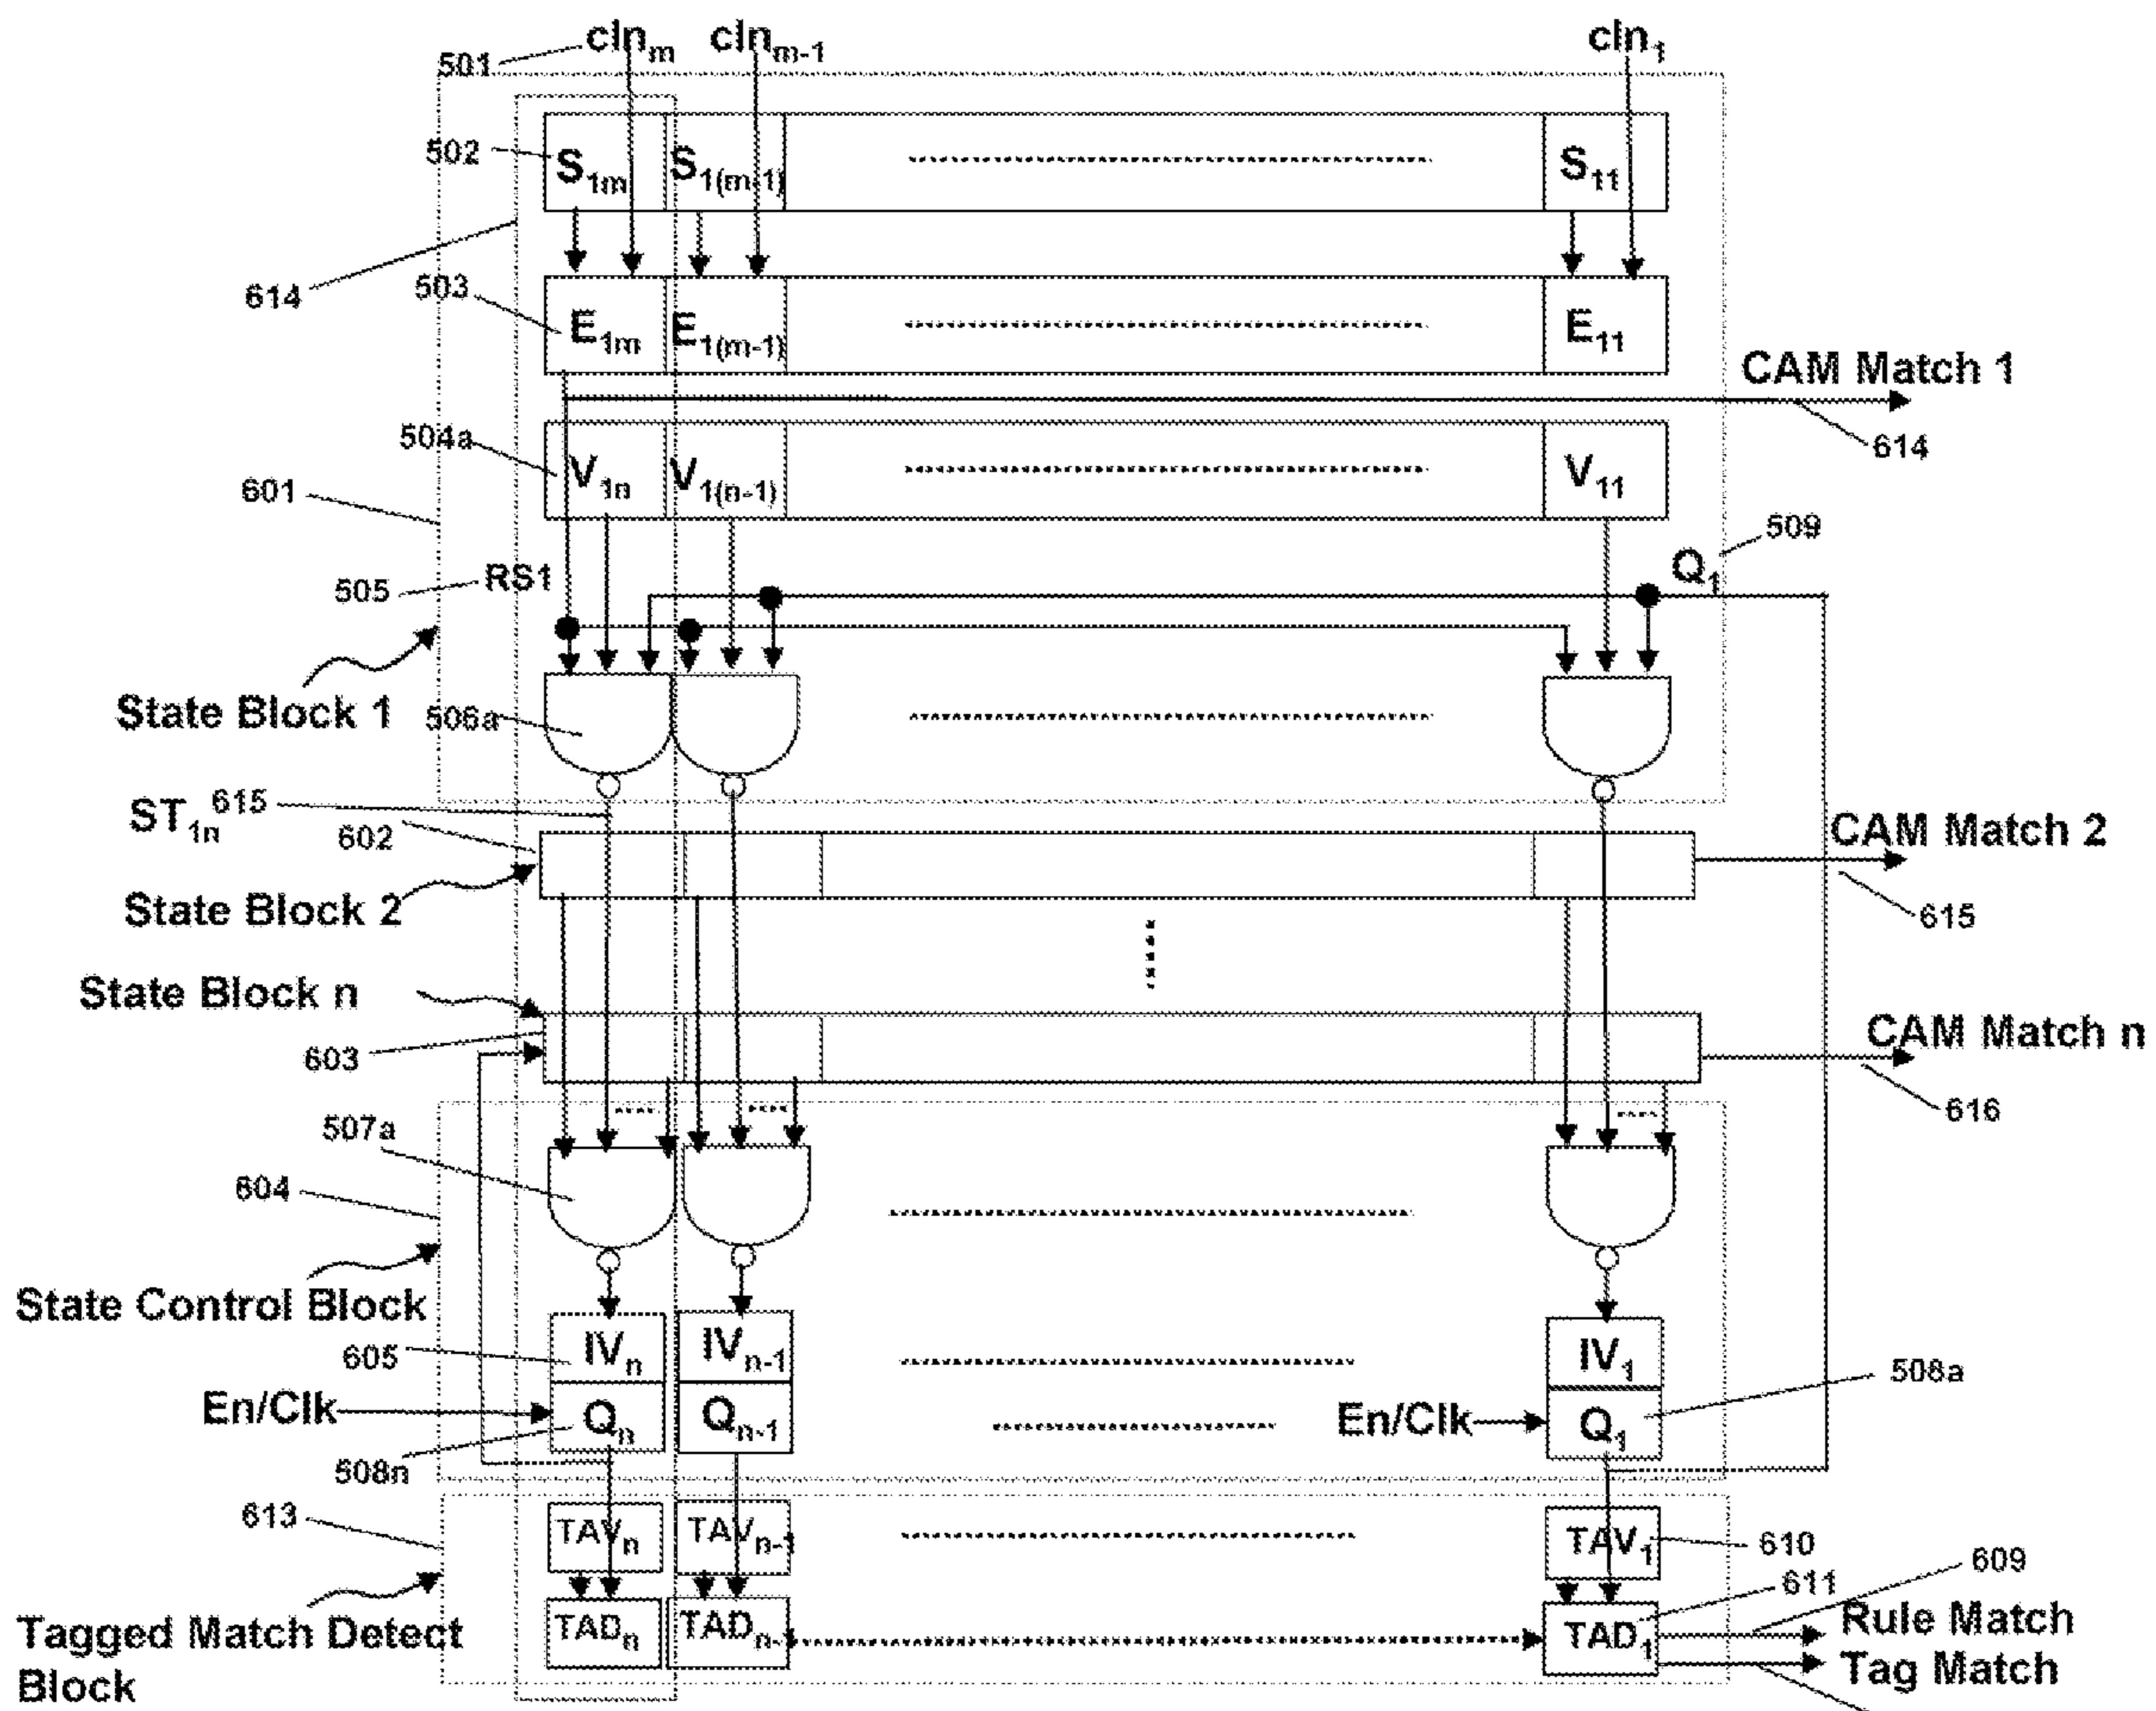 501 cIn_m cIn_m-1 cIn_1
502 S_1m S_1(m-1) S_11
614 503 E_1m E_1(m-1) E_11
CAM Match 1
614
504a V_1n V_1(n-1) V_11
601
509
505 RS1 Q_1
State Block 1 506a
ST_1n 615
602 CAM Match 2
State Block 2 615
State Block n
603 CAM Match n
616
507a
604
State Control Block
605 IV_n IV_n-1 IV_1
508a
En/Clk Q_n Q_n-1 En/Clk Q_1
508n
613 TAV_n TAV_n-1 TAV_1 610
609
611
Tagged Match Detect Block TAD_n TAD_n- TAD_1 Rule Match
Tag Match